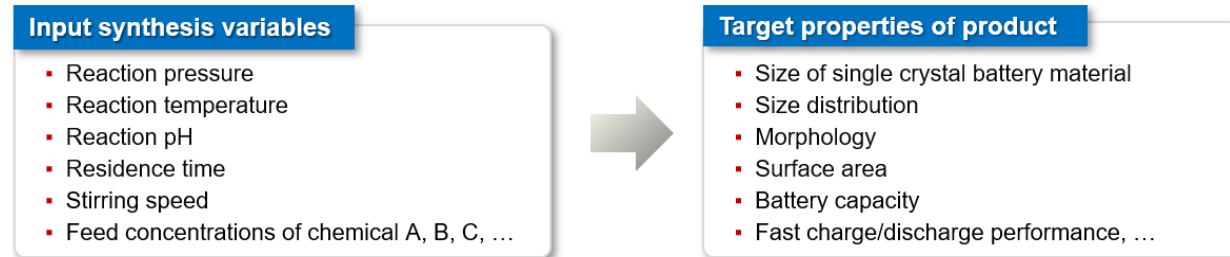 Input synthesis variables
▪ Reaction pressure
▪ Reaction temperature
▪ Reaction pH
▪ Residence time
▪ Stirring speed
▪ Feed concentrations of chemical A, B, C, …
Target properties of product
▪ Size of single crystal battery material
▪ Size distribution
▪ Morphology
▪ Surface area
▪ Battery capacity
▪ Fast charge/discharge performance, …